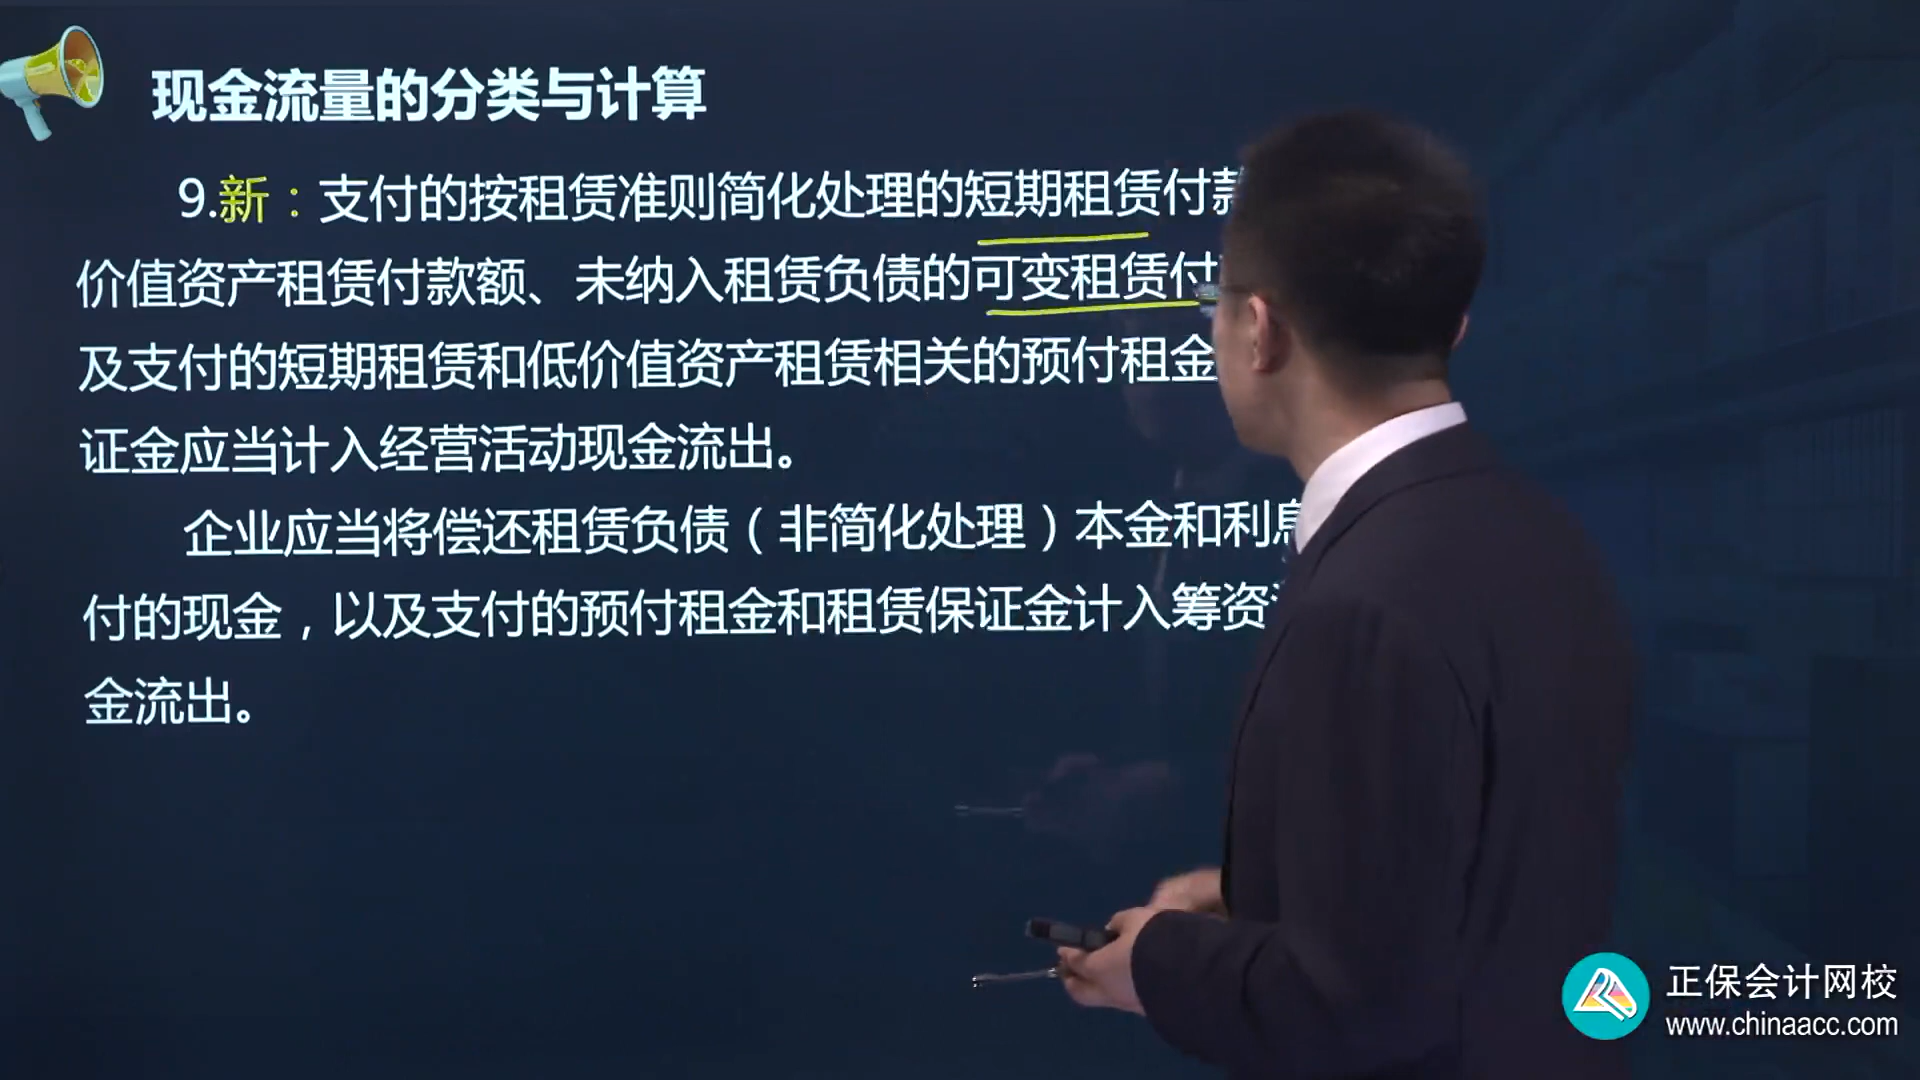 现金流量的分类与计算
9.新：支付的按租赁准则简化处理的短期租赁付款
价值资产租赁付款额、未纳入租赁负债的可变租赁付
及支付的短期租赁和低价值资产租赁相关的预付租金
证金应当计入经营活动现金流出。
企业应当将偿还租赁负债（非简化处理）本金和利息
付的现金，以及支付的预付租金和租赁保证金计入筹资
金流出。
正保会计网校
www.chinaacc.com